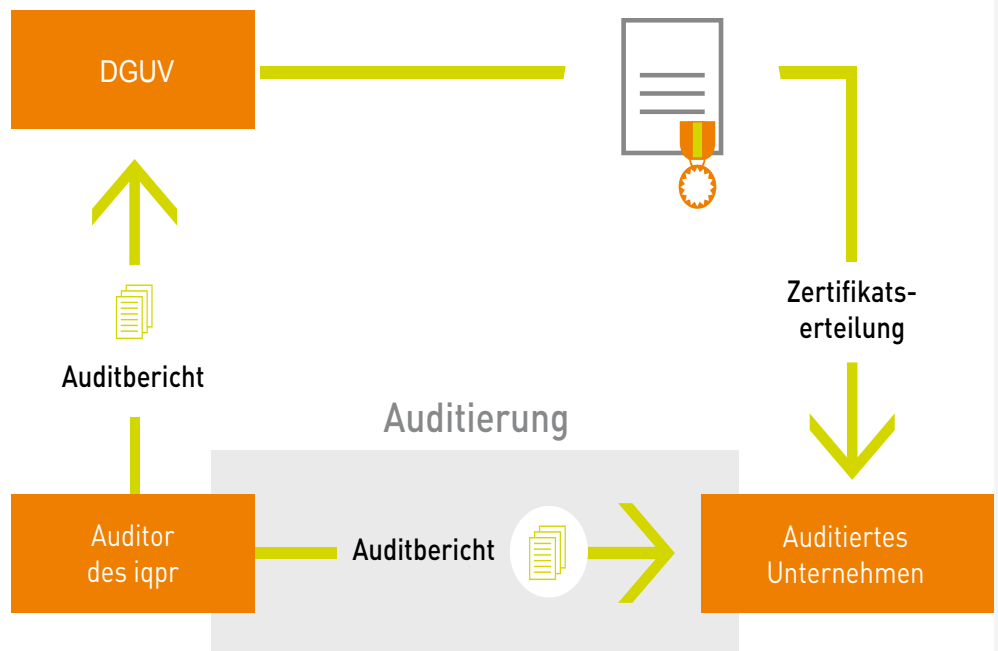 DGUV
Zertifikats-
erteilung
Auditbericht
Auditierung
Auditor
des iqpr
Auditbericht
Auditiertes
Unternehmen